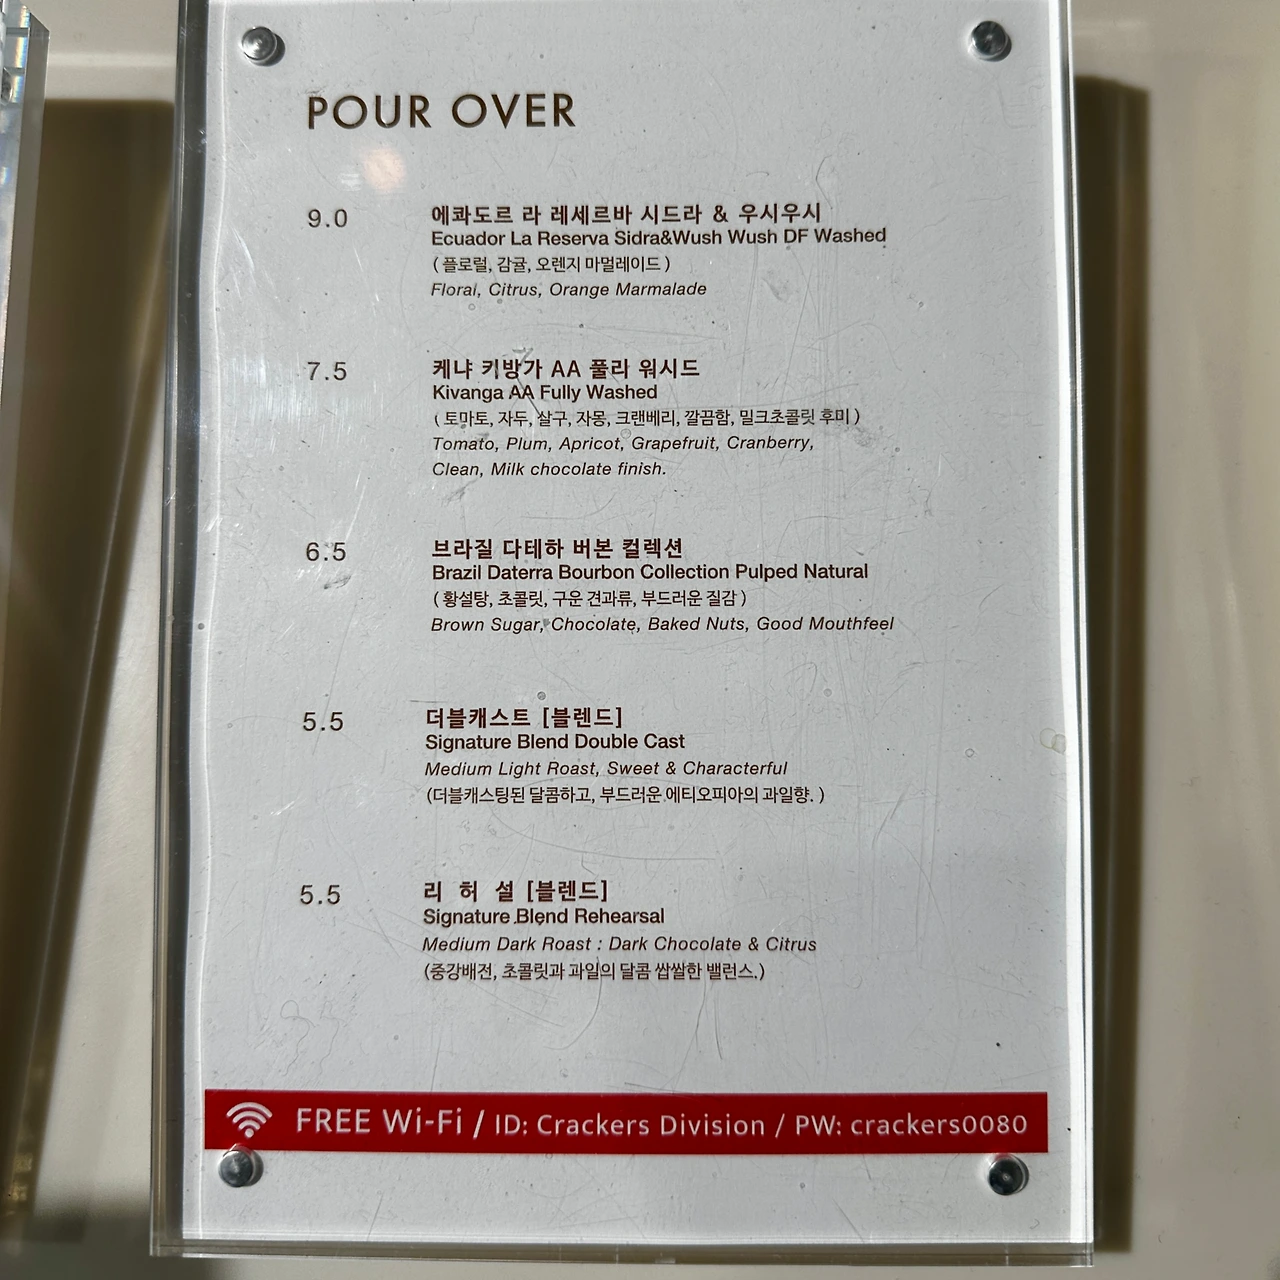 POUR OVER
9.0 에콰도르 라 레세르바 시드라 & 우시우시
Ecuador La Reserva Sidra&Wush Wush DF Washed
( 플로럴, 감귤, 오렌지 마멀레이드 )
Floral, Citrus, Orange Marmalade
7.5 케냐 키방가 AA 풀라 워시드
Kivanga AA Fully Washed
( 토마토, 자두, 살구, 자몽, 크랜베리, 깔끔함, 밀크초콜릿 후미 )
Tomato, Plum, Apricot, Grapefruit, Cranberry,
Clean, Milk chocolate finish.
6.5 브라질 다테하 버본 컬렉션
Brazil Daterra Bourbon Collection Pulped Natural
( 황설탕, 초콜릿, 구운 견과류, 부드러운 질감 )
Brown Sugar, Chocolate, Baked Nuts, Good Mouthfeel
5.5 더블캐스트 [블렌드]
Signature Blend Double Cast
Medium Light Roast, Sweet & Characterful
(더블캐스팅된 달콤하고, 부드러운 에티오피아의 과일향. )
5.5 리 허 설 [블렌드]
Signature Blend Rehearsal
Medium Dark Roast : Dark Chocolate & Citrus
(중강배전, 초콜릿과 과일의 달콤 쌉쌀한 밸런스.)
FREE Wi-Fi / ID: Crackers Division / PW: crackers0080